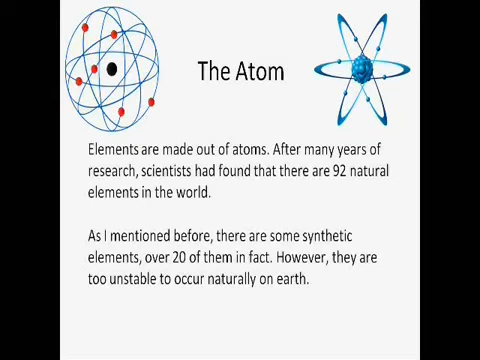 The Atom
Elements are made out of atoms. After many years of
research, scientists had found that there are 92 natural
elements in the world.
As I mentioned before, there are some synthetic
elements, over 20 of them in fact. However, they are
too unstable to occur naturally on earth.